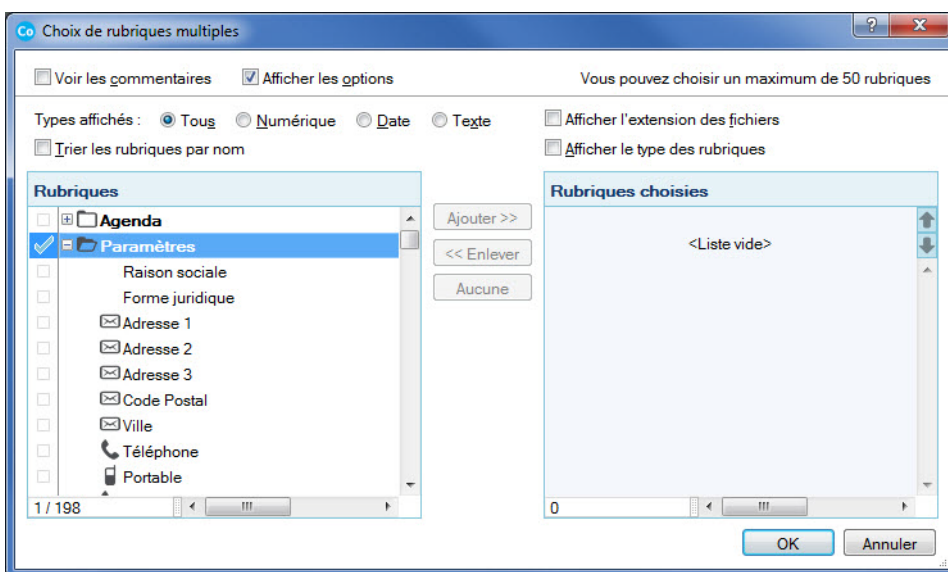 Co Choix de rubriques multiples
Voir les commentaires Afficher les options Vous pouvez choisir un maximum de 50 rubriques
Types affichés : Tous Numérique Date Texte Afficher l'extension des fichiers
Trier les rubriques par nom Afficher le type des rubriques
Rubriques Rubriques choisies
Agenda Ajouter >>
Paramètres << Enlever <Liste vide>
Raison sociale Aucune
Forme juridique
Adresse 1
Adresse 2
Adresse 3
Code Postal
Ville
Téléphone
Portable
1 / 198 0
OK Annuler